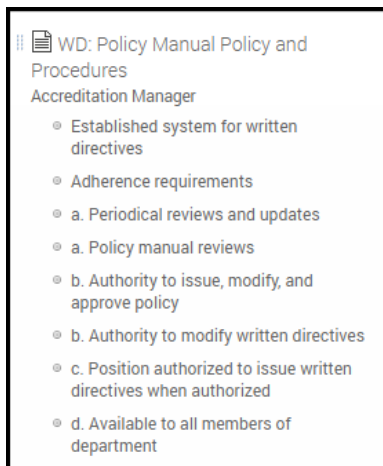 WD: Policy Manual Policy and
Procedures
Accreditation Manager
Established system for written
directives
Adherence requirements
a. Periodical reviews and updates
a. Policy manual reviews
b. Authority to issue, modify, and
approve policy
b. Authority to modify written directives
c. Position authorized to issue written
directives when authorized
d. Available to all members of
department